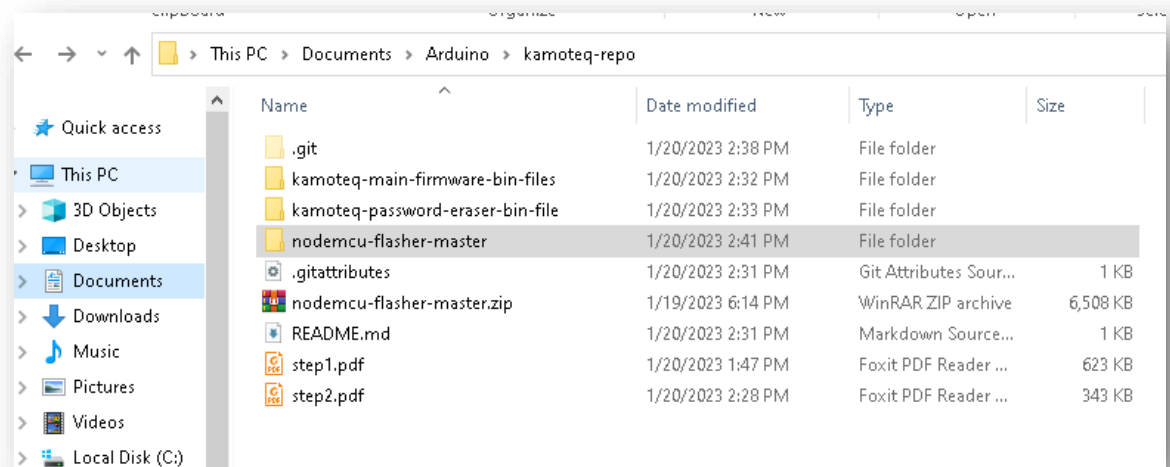 This PC > Documents > Arduino > kamoteq-repo
Name Date modified Type Size
Quick access
This PC
3D Objects
Desktop
Documents
Downloads
Music
Pictures
Videos
Local Disk (C:)
.git 1/20/2023 2:38 PM File folder
kamoteq-main-firmware-bin-files 1/20/2023 2:32 PM File folder
kamoteq-password-eraser-bin-file 1/20/2023 2:33 PM File folder
nodemcu-flasher-master 1/20/2023 2:41 PM File folder
.gitattributes 1/20/2023 2:31 PM Git Attributes Sour... 1 KB
nodemcu-flasher-master.zip 1/19/2023 6:14 PM WinRAR ZIP archive 6,508 KB
README.md 1/20/2023 2:31 PM Markdown Source... 1 KB
step1.pdf 1/20/2023 1:47 PM Foxit PDF Reader ... 623 KB
step2.pdf 1/20/2023 2:28 PM Foxit PDF Reader ... 343 KB